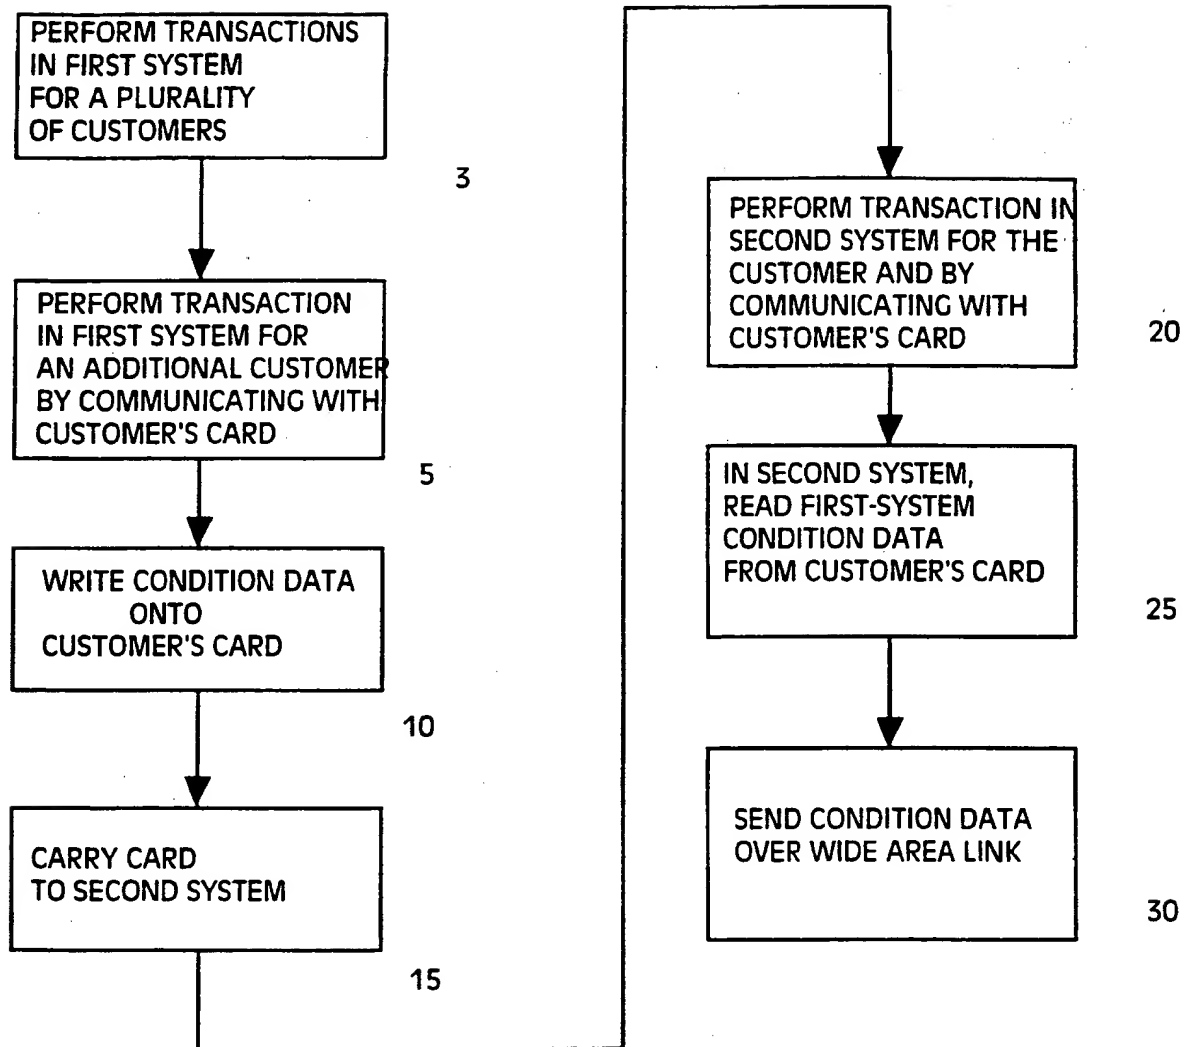 PERFORM TRANSACTIONS
IN FIRST SYSTEM
FOR A PLURALITY
OF CUSTOMERS
3
PERFORM TRANSACTION
IN FIRST SYSTEM FOR
AN ADDITIONAL CUSTOMER
BY COMMUNICATING WITH
CUSTOMER'S CARD
5
WRITE CONDITION DATA
ONTO
CUSTOMER'S CARD
10
CARRY CARD
TO SECOND SYSTEM
15
PERFORM TRANSACTION IN
SECOND SYSTEM FOR THE
CUSTOMER AND BY
COMMUNICATING WITH
CUSTOMER'S CARD
20
IN SECOND SYSTEM,
READ FIRST-SYSTEM
CONDITION DATA
FROM CUSTOMER'S CARD
25
SEND CONDITION DATA
OVER WIDE AREA LINK
30